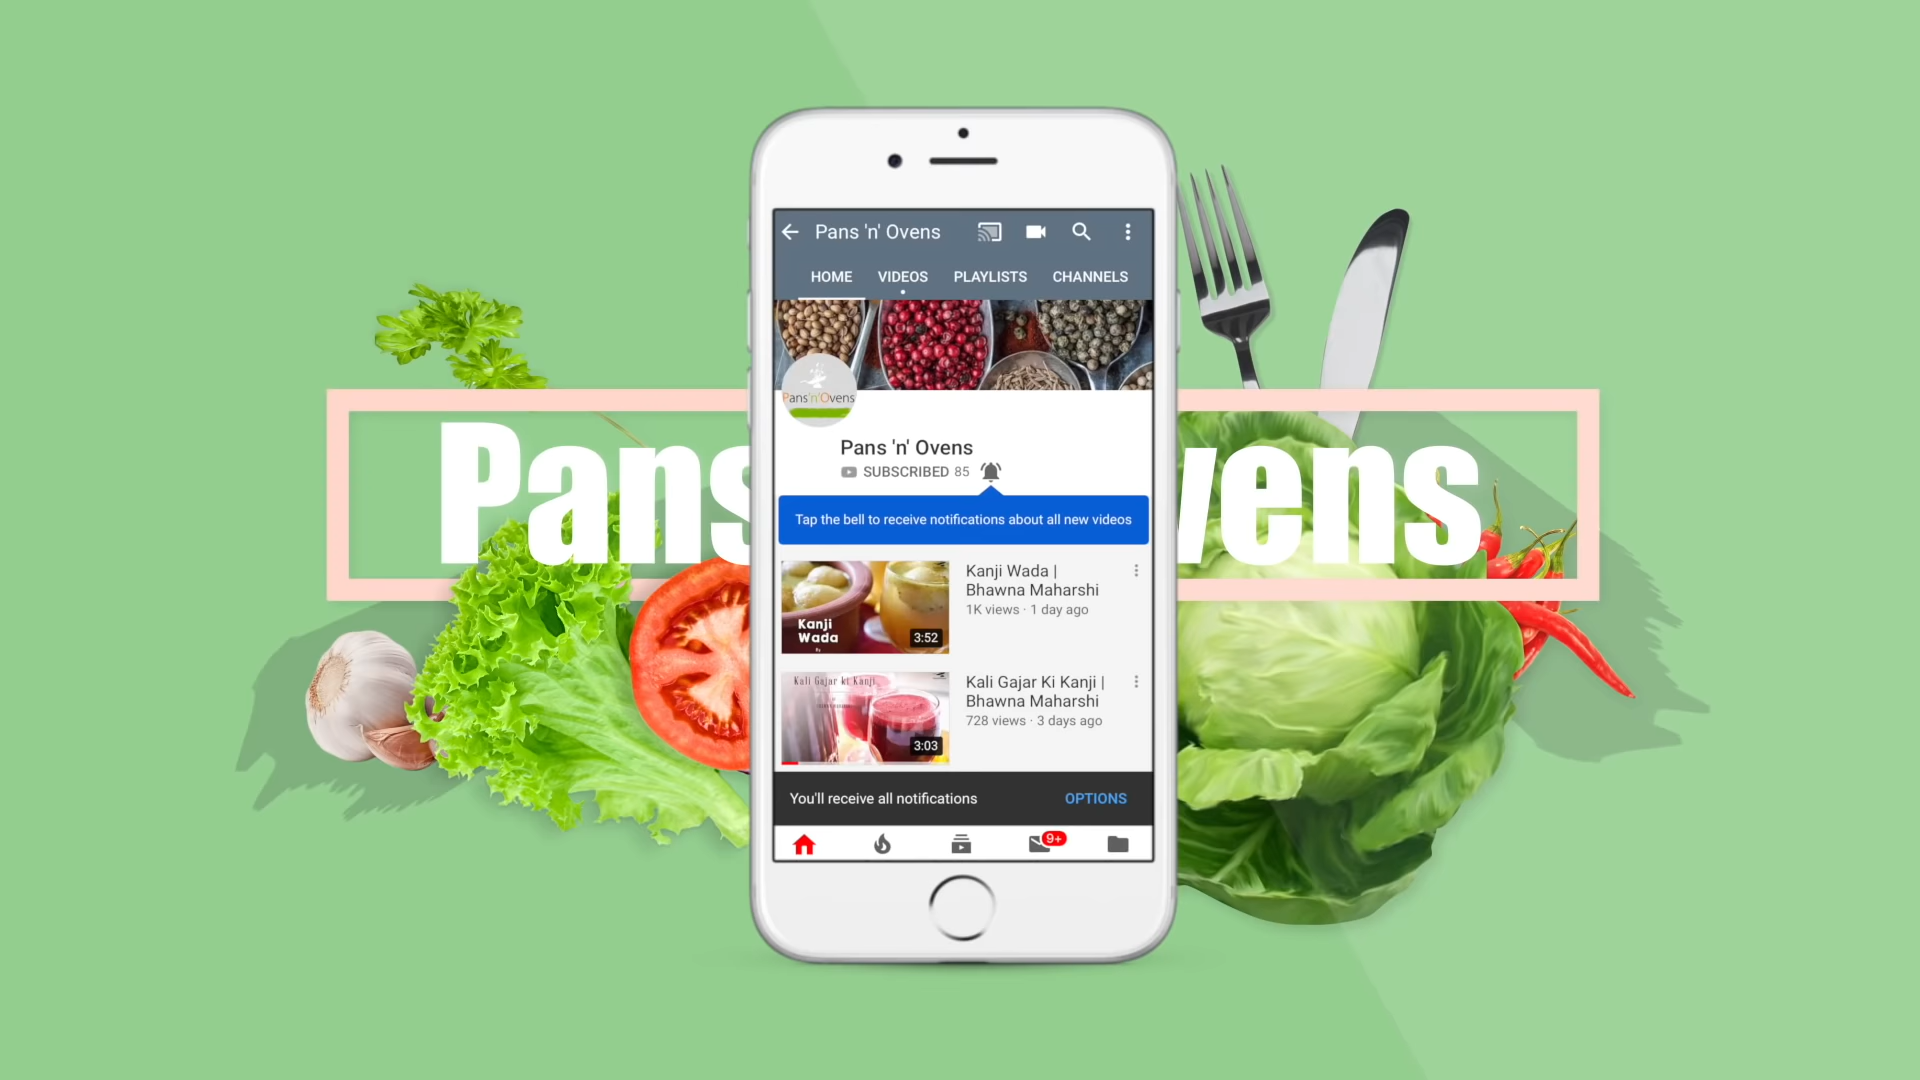 Pans 'n' Ovens
HOME VIDEOS PLAYLISTS CHANNELS
Pans'n'Ovens
Pans 'n' Ovens
SUBSCRIBED 85
Pans vens
Tap the bell to receive notifications about all new videos
Kanji Wada |
Bhawna Maharshi
1K views · 1 day ago
Kanji
Wada
By
3:52
Kali Gajar Ki Kanji |
Bhawna Maharshi
728 views · 3 days ago
Kali Gajar ki Kanji
3:03
You'll receive all notifications OPTIONS
9+